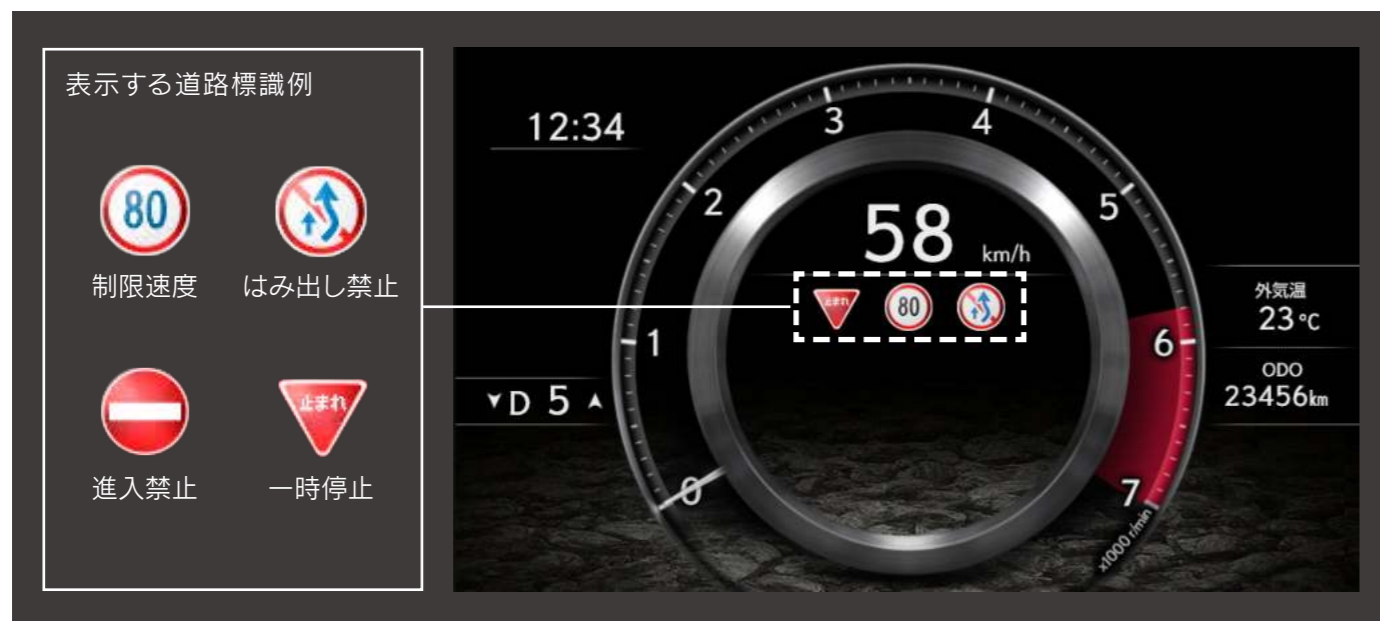 表示する道路標識例
80
制限速度
はみ出し禁止
進入禁止
止まれ
一時停止
12:34
D 5
0
1
2
3
4
5
6
7
x1000 r/min
58 km/h
止まれ
80
外気温
23℃
ODO
23456km